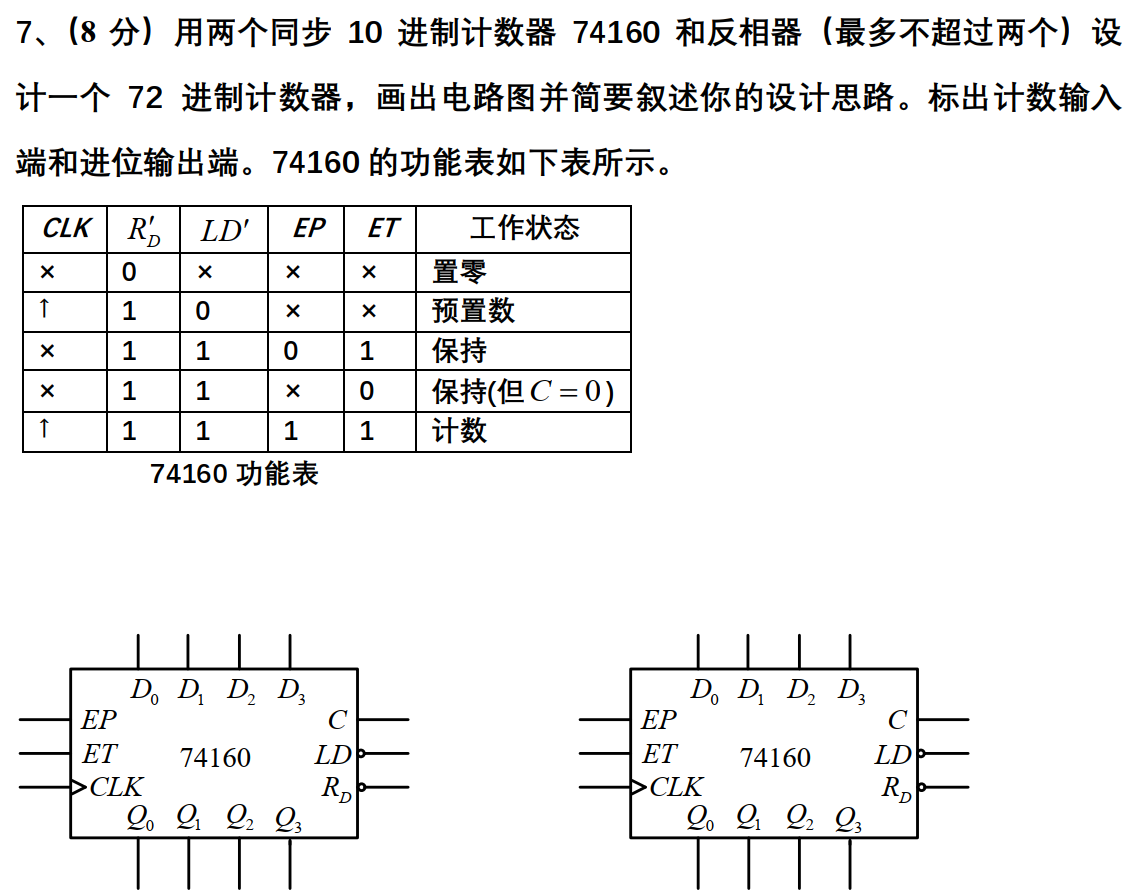 7、（8 分）用两个同步 10 进制计数器 74160 和反相器（最多不超过两个）设
计一个 72 进制计数器，画出电路图并简要叙述你的设计思路。标出计数输入
端和进位输出端。74160 的功能表如下表所示。
CLK R′D LD′ EP ET 工作状态
× 0 × × × 置零
↑ 1 0 × × 预置数
× 1 1 0 1 保持
× 1 1 × 0 保持(但 C = 0)
↑ 1 1 1 1 计数
74160 功能表
D0 D1 D2 D3
EP C
ET 74160 LD
CLK RD
Q0 Q1 Q2 Q3
D0 D1 D2 D3
EP C
ET 74160 LD
CLK RD
Q0 Q1 Q2 Q3